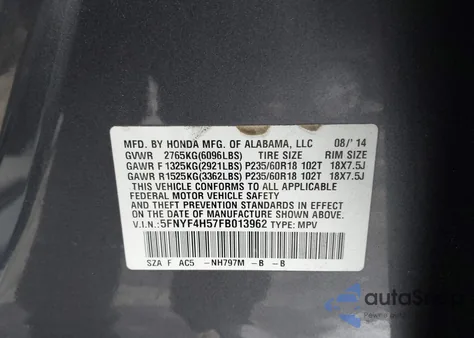 MFD. BY HONDA MFG. OF ALABAMA, LLC 08/'14
GVWR 2765KG(6096LBS) TIRE SIZE RIM SIZE
GAWR F 1325KG(2921LBS) P235/60R18 102T 18X7.5J
GAWR R1525KG(3362LBS) P235/60R18 102T 18X7.5J
THIS VEHICLE CONFORMS TO ALL APPLICABLE
FEDERAL MOTOR VEHICLE SAFETY AND
THEFT PREVENTION STANDARDS IN EFFECT ON THE
DATE OF MANUFACTURE SHOWN ABOVE.
V.I.N.: 5FNYF4H57FB013962 TYPE: MPV
SZA F AC5 -NH797M -B -B